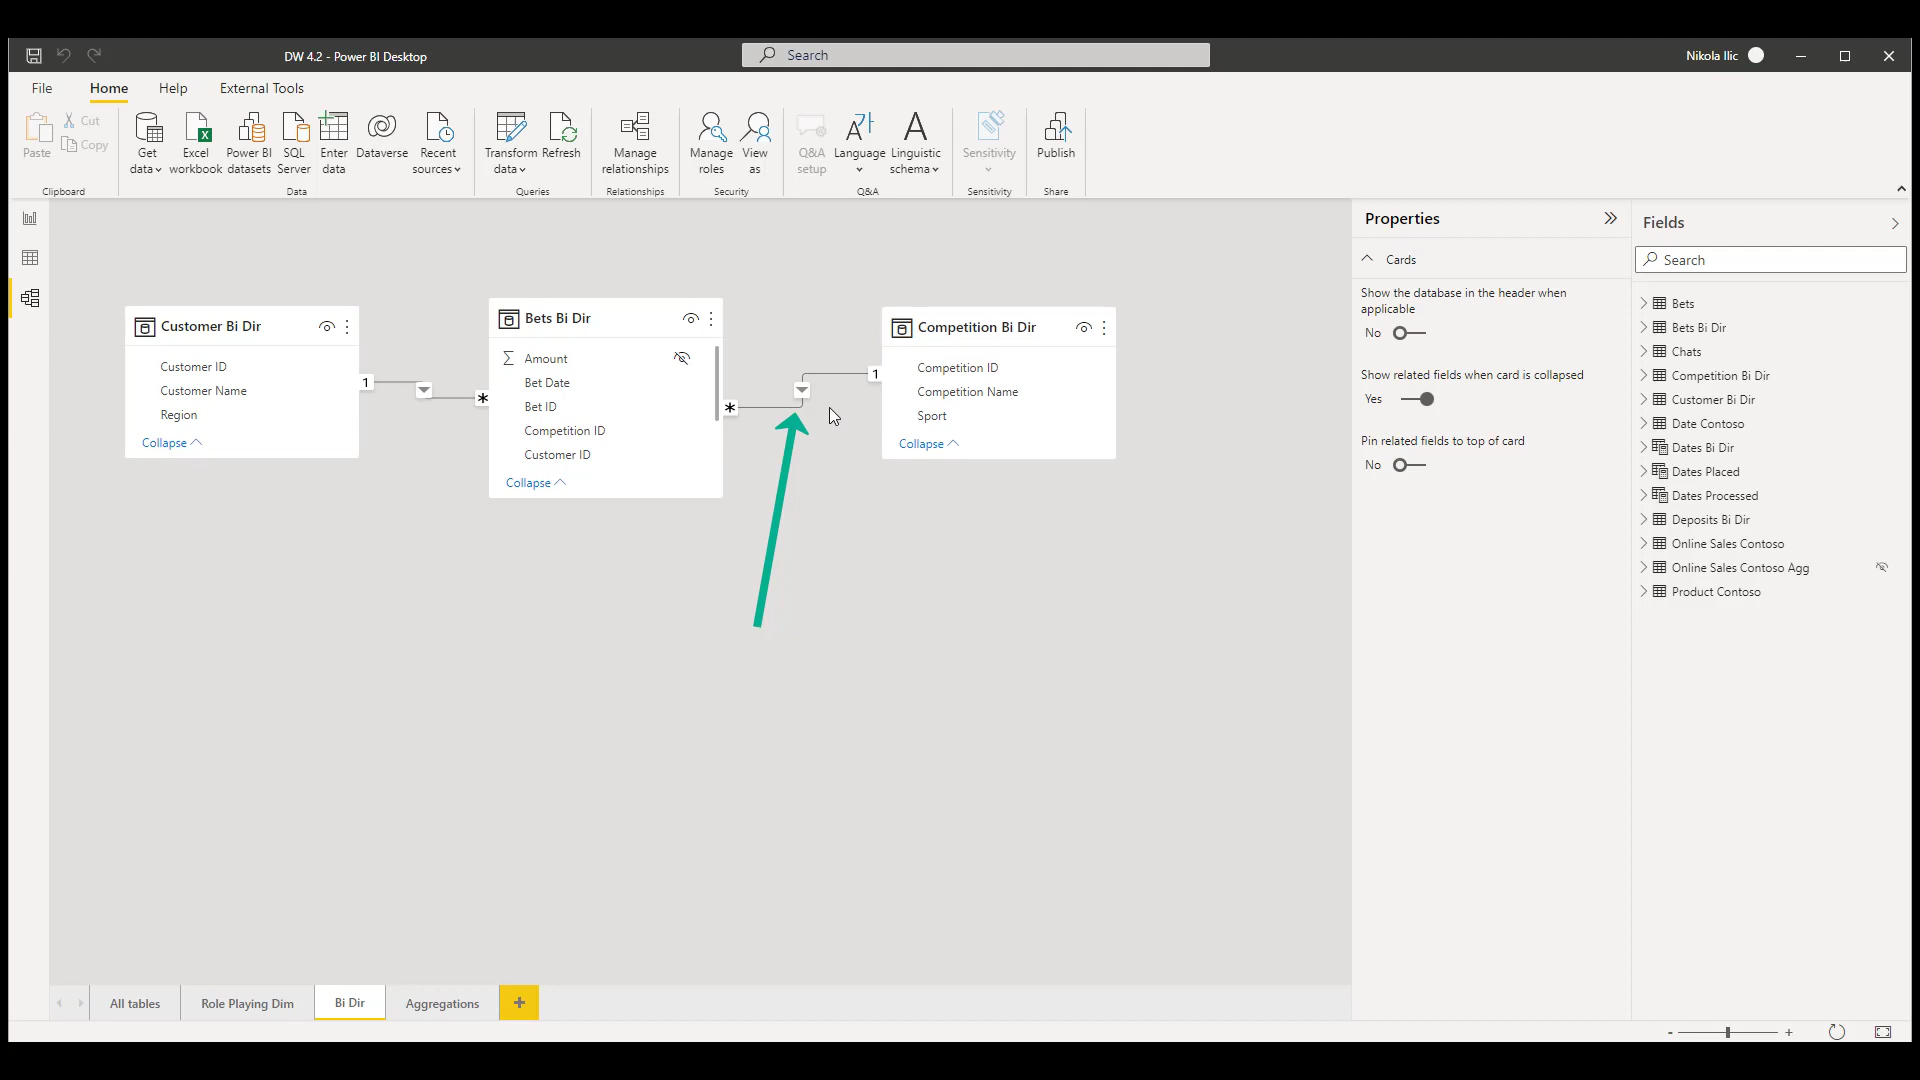 DW 4.2 - Power BI Desktop
Search
Nikola Ilic
File
Home
Help
External Tools
Paste
Cut
Copy
Clipboard
Get data
Excel workbook
Power BI datasets
SQL Server
Enter data
Dataverse
Recent sources
Data
Transform data
Refresh
Queries
Manage relationships
Relationships
Manage roles
View as
Security
Q&A setup
Language
Linguistic schema
Q&A
Sensitivity
Sensitivity
Publish
Share
Customer Bi Dir
Customer ID
Customer Name
Region
Collapse
1
*
Bets Bi Dir
Σ Amount
Bet Date
Bet ID
Competition ID
Customer ID
Collapse
*
1
Competition Bi Dir
Competition ID
Competition Name
Sport
Collapse
Properties
Cards
Show the database in the header when
applicable
No
Show related fields when card is collapsed
Yes
Pin related fields to top of card
No
Fields
Search
Bets
Bets Bi Dir
Chats
Competition Bi Dir
Customer Bi Dir
Date Contoso
Dates Bi Dir
Dates Placed
Dates Processed
Deposits Bi Dir
Online Sales Contoso
Online Sales Contoso Agg
Product Contoso
All tables
Role Playing Dim
Bi Dir
Aggregations
+
- +